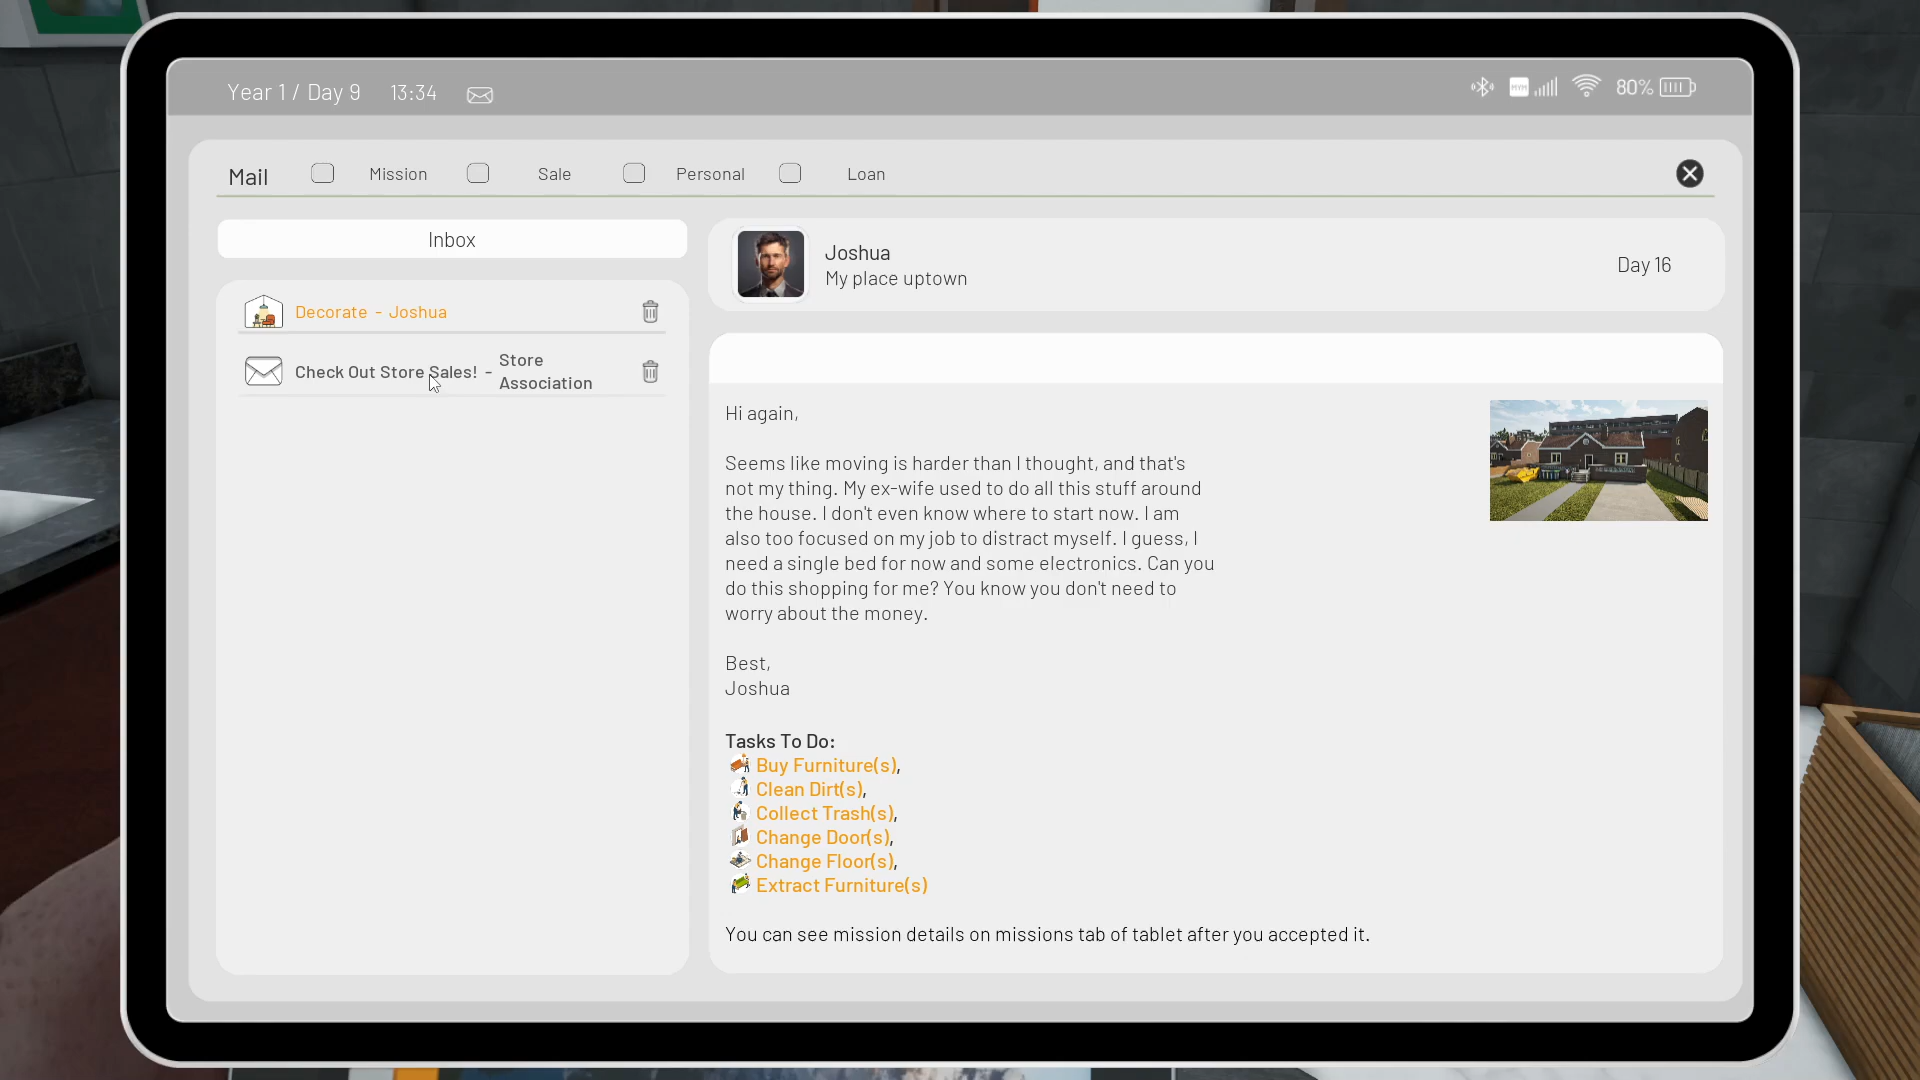 Year 1 / Day 9 13:34
80%
Mail Mission Sale Personal Loan
Inbox
Decorate - Joshua
Check Out Store Sales! - Store Association
Joshua
My place uptown
Day 16
Hi again,
Seems like moving is harder than I thought, and that's
not my thing. My ex-wife used to do all this stuff around
the house. I don't even know where to start now. I am
also too focused on my job to distract myself. I guess, I
need a single bed for now and some electronics. Can you
do this shopping for me? You know you don't need to
worry about the money.
Best,
Joshua
Tasks To Do:
Buy Furniture(s),
Clean Dirt(s),
Collect Trash(s),
Change Door(s),
Change Floor(s),
Extract Furniture(s)
You can see mission details on missions tab of tablet after you accepted it.